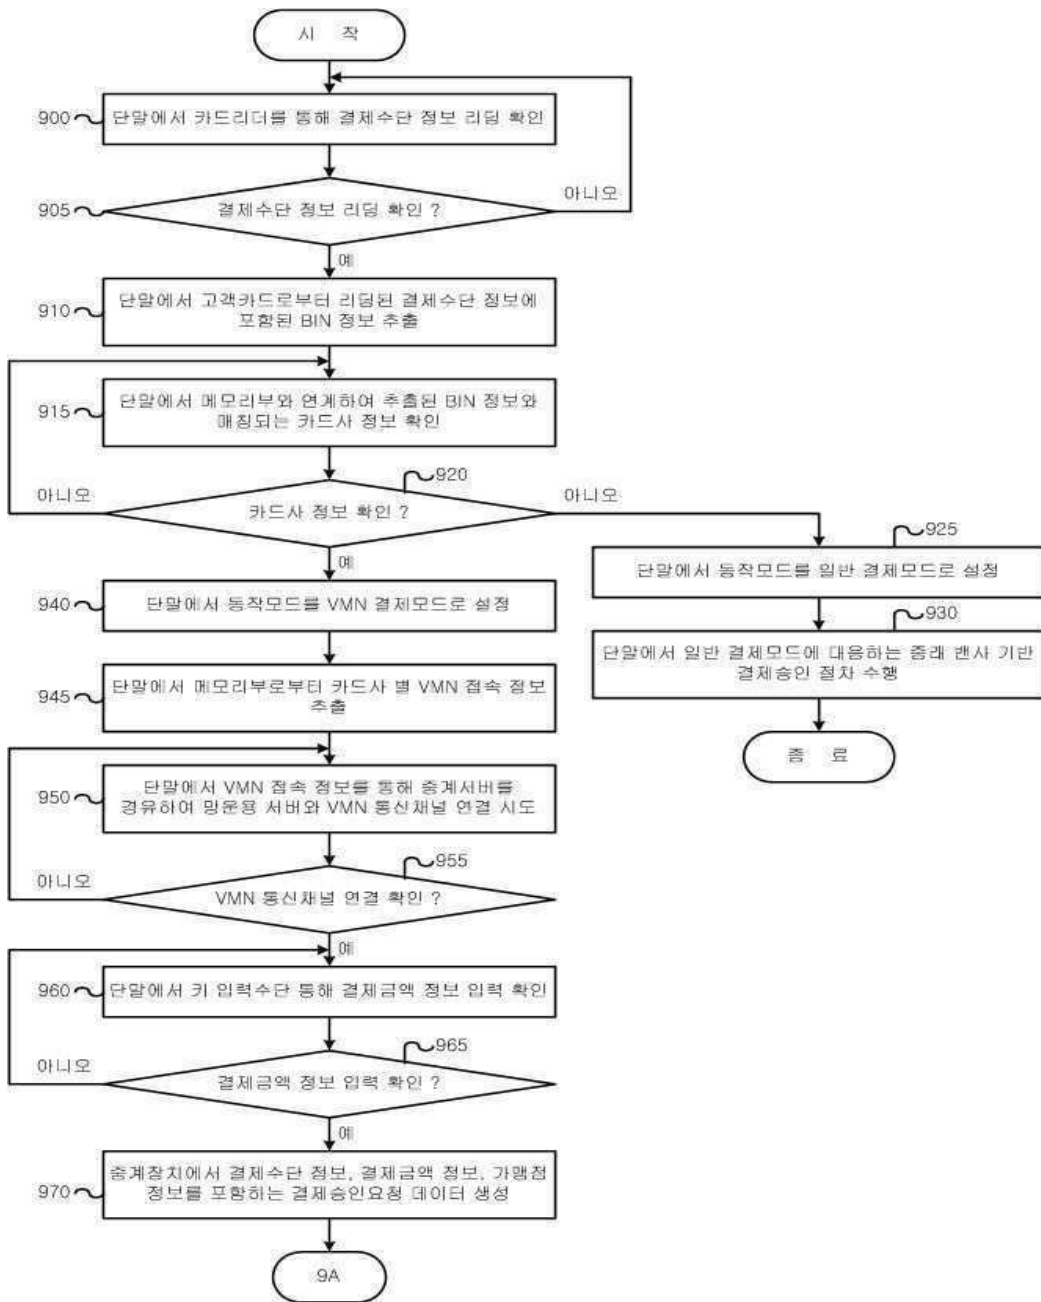 시 작
900
단말에서 카드리더를 통해 결제수단 정보 리딩 확인
905
결제수단 정보 리딩 확인 ?
아니오
예
910
단말에서 고객카드로부터 리딩된 결제수단 정보에
포함된 BIN 정보 추출
915
단말에서 메모리부와 연계하여 추출된 BIN 정보와
매칭되는 카드사 정보 확인
920
아니오
카드사 정보 확인 ?
아니오
예
925
단말에서 동작모드를 일반 결제모드로 설정
930
단말에서 일반 결제모드에 대응하는 종래 밴사 기반
결제승인 절차 수행
종 료
940
단말에서 동작모드를 VMN 결제모드로 설정
945
단말에서 메모리부로부터 카드사 별 VMN 접속 정보
추출
950
단말에서 VMN 접속 정보를 통해 중계서버를
경유하여 망운용 서버와 VMN 통신채널 연결 시도
955
아니오
VMN 통신채널 연결 확인 ?
예
960
단말에서 키 입력수단 통해 결제금액 정보 입력 확인
965
아니오
결제금액 정보 입력 확인 ?
예
970
중계장치에서 결제수단 정보, 결제금액 정보, 가맹점
정보를 포함하는 결제승인요청 데이터 생성
9A